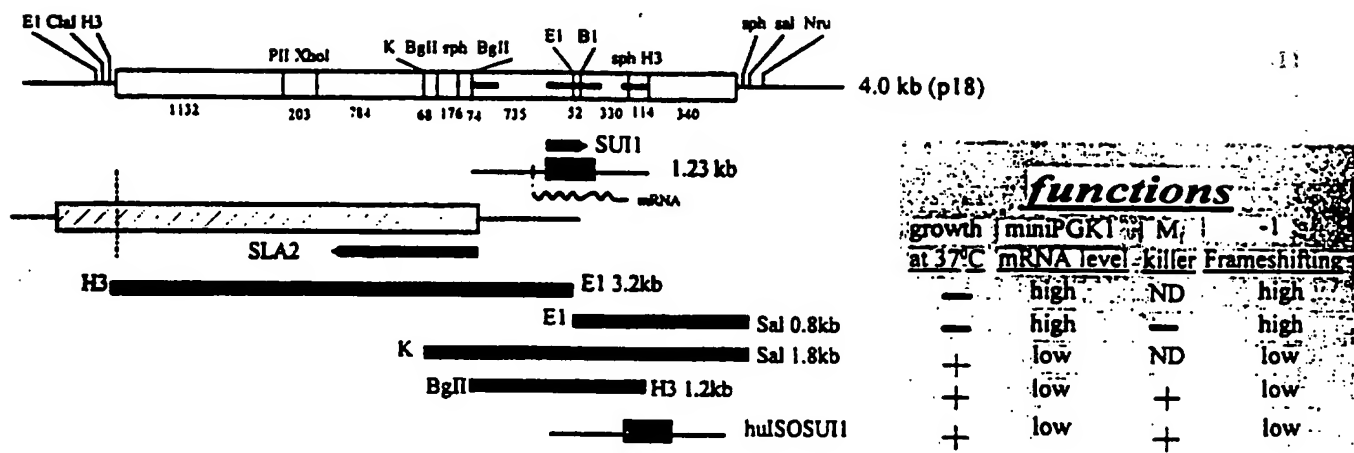 E1 ClaI H3
PII XhoI
K BglI sph BglI
E1 B1
sph H3
sph sal Nru
4.0 kb (p18)
1132 203 784 68 176 74 735 52 330 114 340
SUI1
1.23 kb
mRNA
SLA2
H3 E1 3.2kb
E1 Sal 0.8kb
K Sal 1.8kb
BglI H3 1.2kb
huISOSUI1
functions
growth miniPGK1 M1 -1
at 37°C mRNA level killer Frameshifting
— high ND high
— high — high
+ low ND low
+ low + low
+ low + low